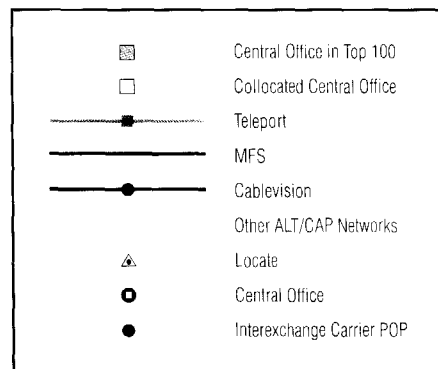 Central Office in Top 100
Collocated Central Office
Teleport
MFS
Cablevision
Other ALT/CAP Networks
Locate
Central Office
Interexchange Carrier POP